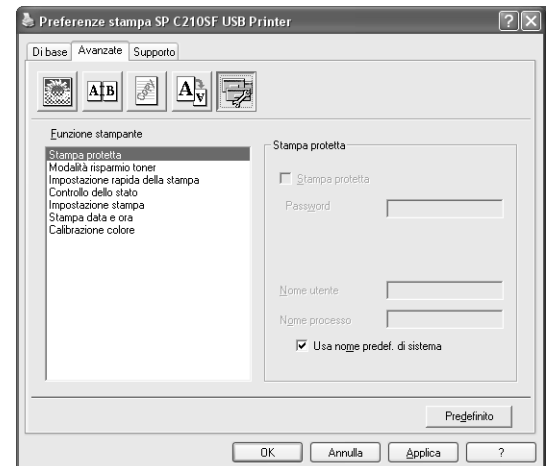 Preferenze stampa SP C210SF USB Printer
Di base Avanzate Supporto
Funzione stampante
Stampa protetta
Modalità risparmio toner
Impostazione rapida della stampa
Controllo dello stato
Impostazione stampa
Stampa data e ora
Calibrazione colore
Stampa protetta
Stampa protetta
Password
Nome utente
Nome processo
Usa nome predef. di sistema
Predefinito
OK Annulla Applica ?